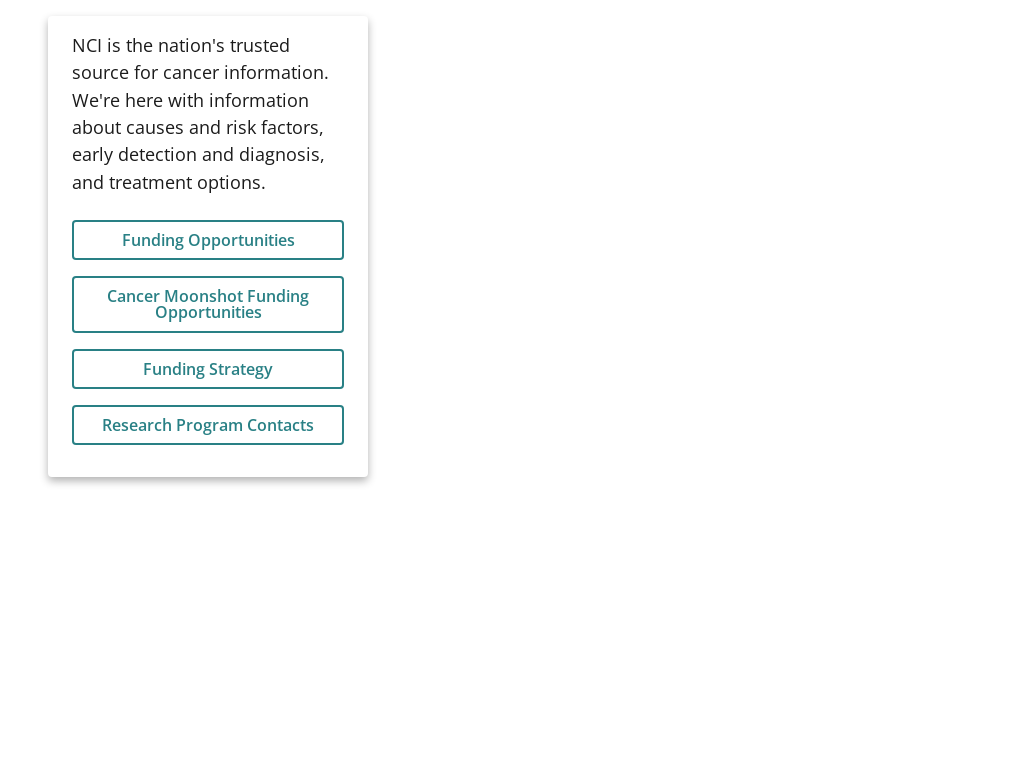 NCI is the nation's trusted
source for cancer information.
We're here with information
about causes and risk factors,
early detection and diagnosis,
and treatment options.
Funding Opportunities
Cancer Moonshot Funding
Opportunities
Funding Strategy
Research Program Contacts